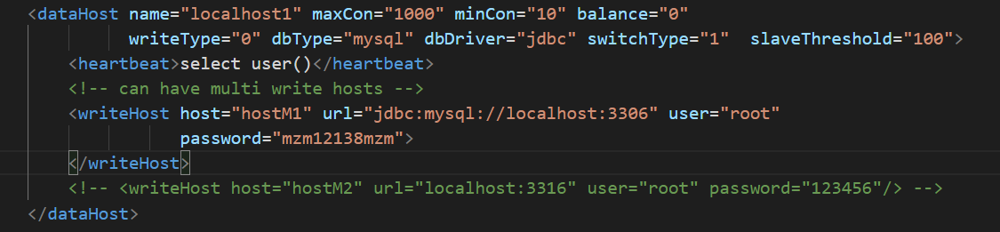 <dataHost name="localhost1" maxCon="1000" minCon="10" balance="0"
writeType="0" dbType="mysql" dbDriver="jdbc" switchType="1"  slaveThreshold="100">
<heartbeat>select user()</heartbeat>
<!-- can have multi write hosts -->
<writeHost host="hostM1" url="jdbc:mysql://localhost:3306" user="root"
password="mzm12138mzm">
</writeHost>
<!-- <writeHost host="hostM2" url="localhost:3316" user="root" password="123456"/> -->
</dataHost>